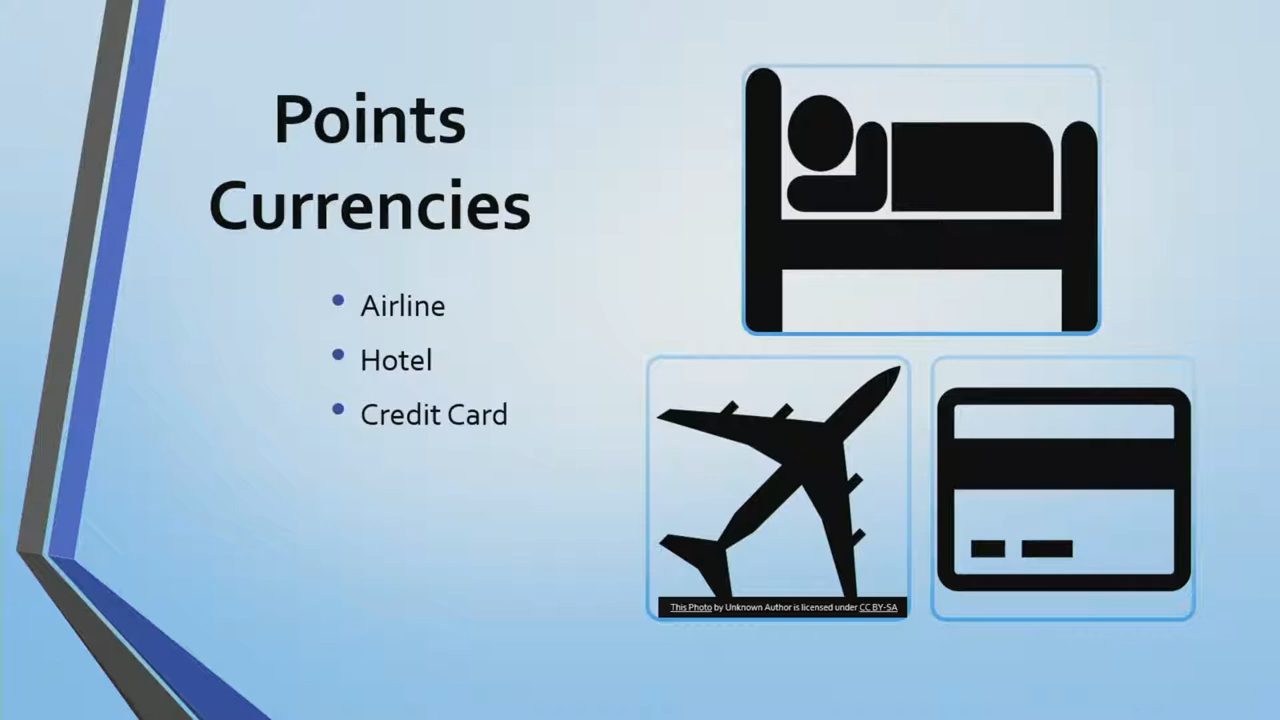 Points
Currencies
Airline
Hotel
Credit Card
This Photo by Unknown Author is licensed under CC BY-SA